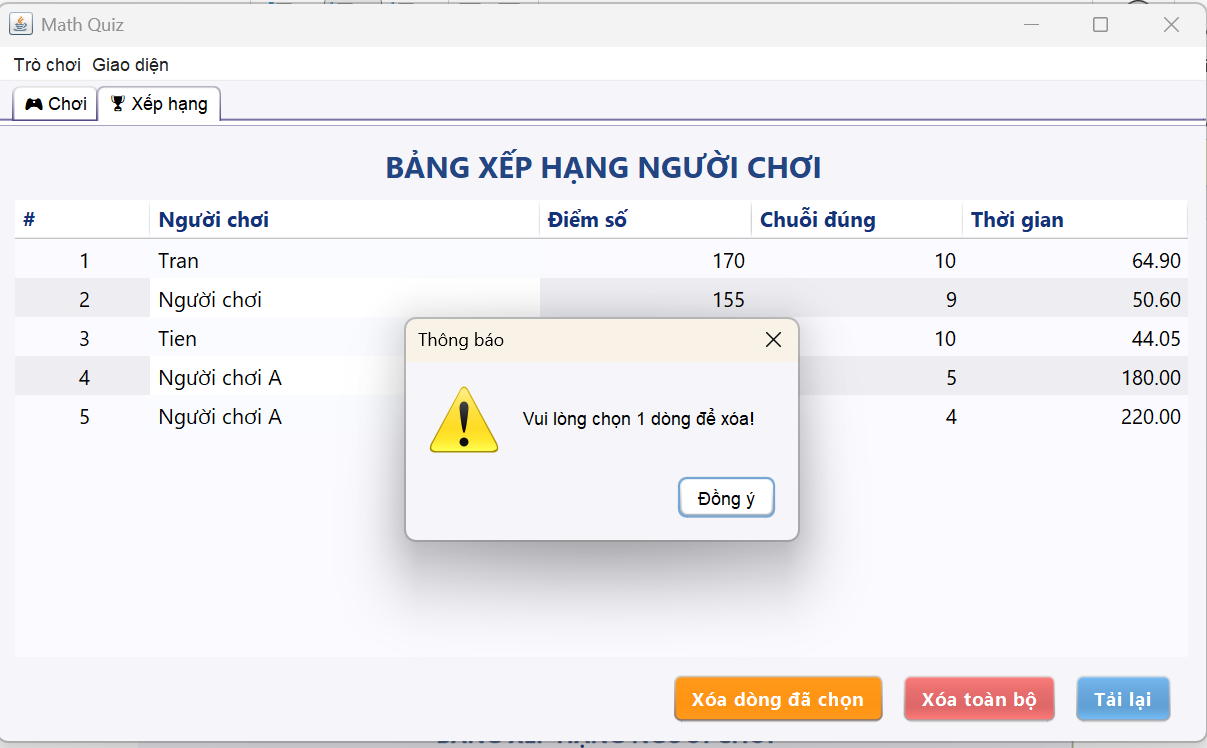 Math Quiz
Trò chơi Giao diện
Chơi Xếp hạng
BẢNG XẾP HẠNG NGƯỜI CHƠI
# Người chơi Điểm số Chuỗi đúng Thời gian
1 Tran 170 10 64.90
2 Người chơi 155 9 50.60
3 Tien 10 44.05
4 Người chơi A 5 180.00
5 Người chơi A 4 220.00
Thông báo
Vui lòng chọn 1 dòng để xóa!
Đồng ý
Xóa dòng đã chọn Xóa toàn bộ Tải lại